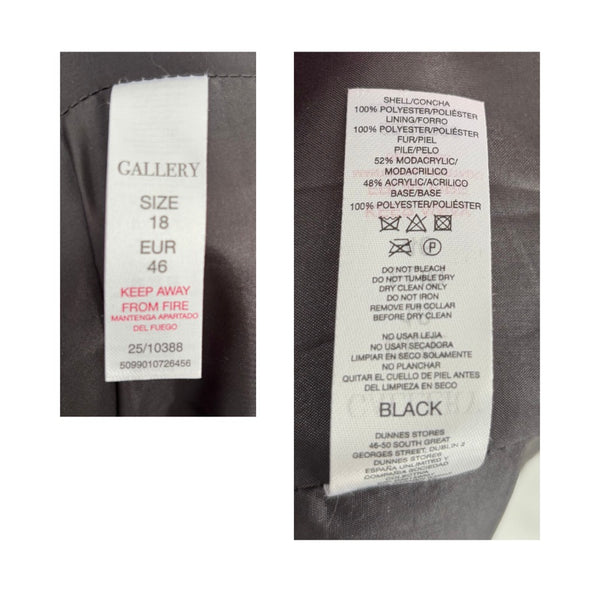 GALLERY
SIZE
18
EUR
46
KEEP AWAY
FROM FIRE
MANTENGA APARTADO
DEL FUEGO
25/10388
5099010726456
SHELL/CONCHA
100% POLYESTER/POLIÉSTER
LINING/FORRO
100% POLYESTER/POLIÉSTER
FUR/PIEL
PILE/PELO
52% MODACRYLIC/
MODACRILICO
48% ACRYLIC/ACRILICO
BASE/BASE
100% POLYESTER/POLIÉSTER
P
DO NOT BLEACH
DO NOT TUMBLE DRY
DRY CLEAN ONLY
DO NOT IRON
REMOVE FUR COLLAR
BEFORE DRY CLEAN
NO USAR LEJIA
NO USAR SECADORA
LIMPIAR EN SECO SOLAMENTE
NO PLANCHAR
QUITAR EL CUELLO DE PIEL ANTES
DEL LIMPIEZA EN SECO
BLACK
DUNNES STORES
46-50 SOUTH GREAT
GEORGES STREET, DUBLIN 2
DUNNES STORES
ESPANA UNLIMITED Y
COMPAÑIA SOCIEDAD